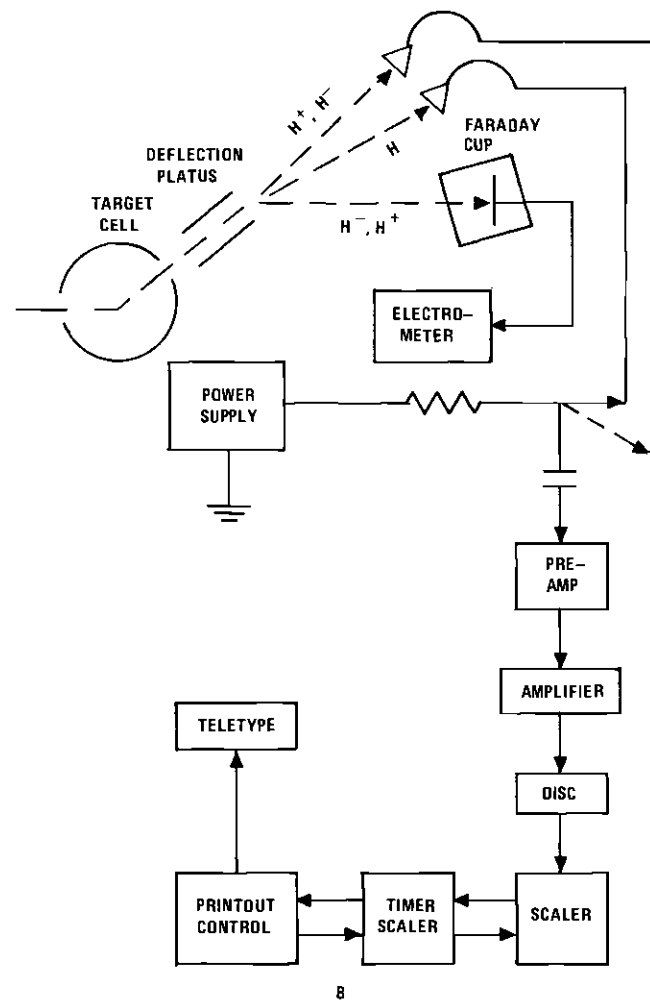 H⁺, H⁻
H
FARADAY
CUP
DEFLECTION
PLATUS
TARGET
CELL
H⁻, H⁺
ELECTRO-
METER
POWER
SUPPLY
PRE-
AMP
AMPLIFIER
TELETYPE
DISC
PRINTOUT
CONTROL
TIMER
SCALER
SCALER
8